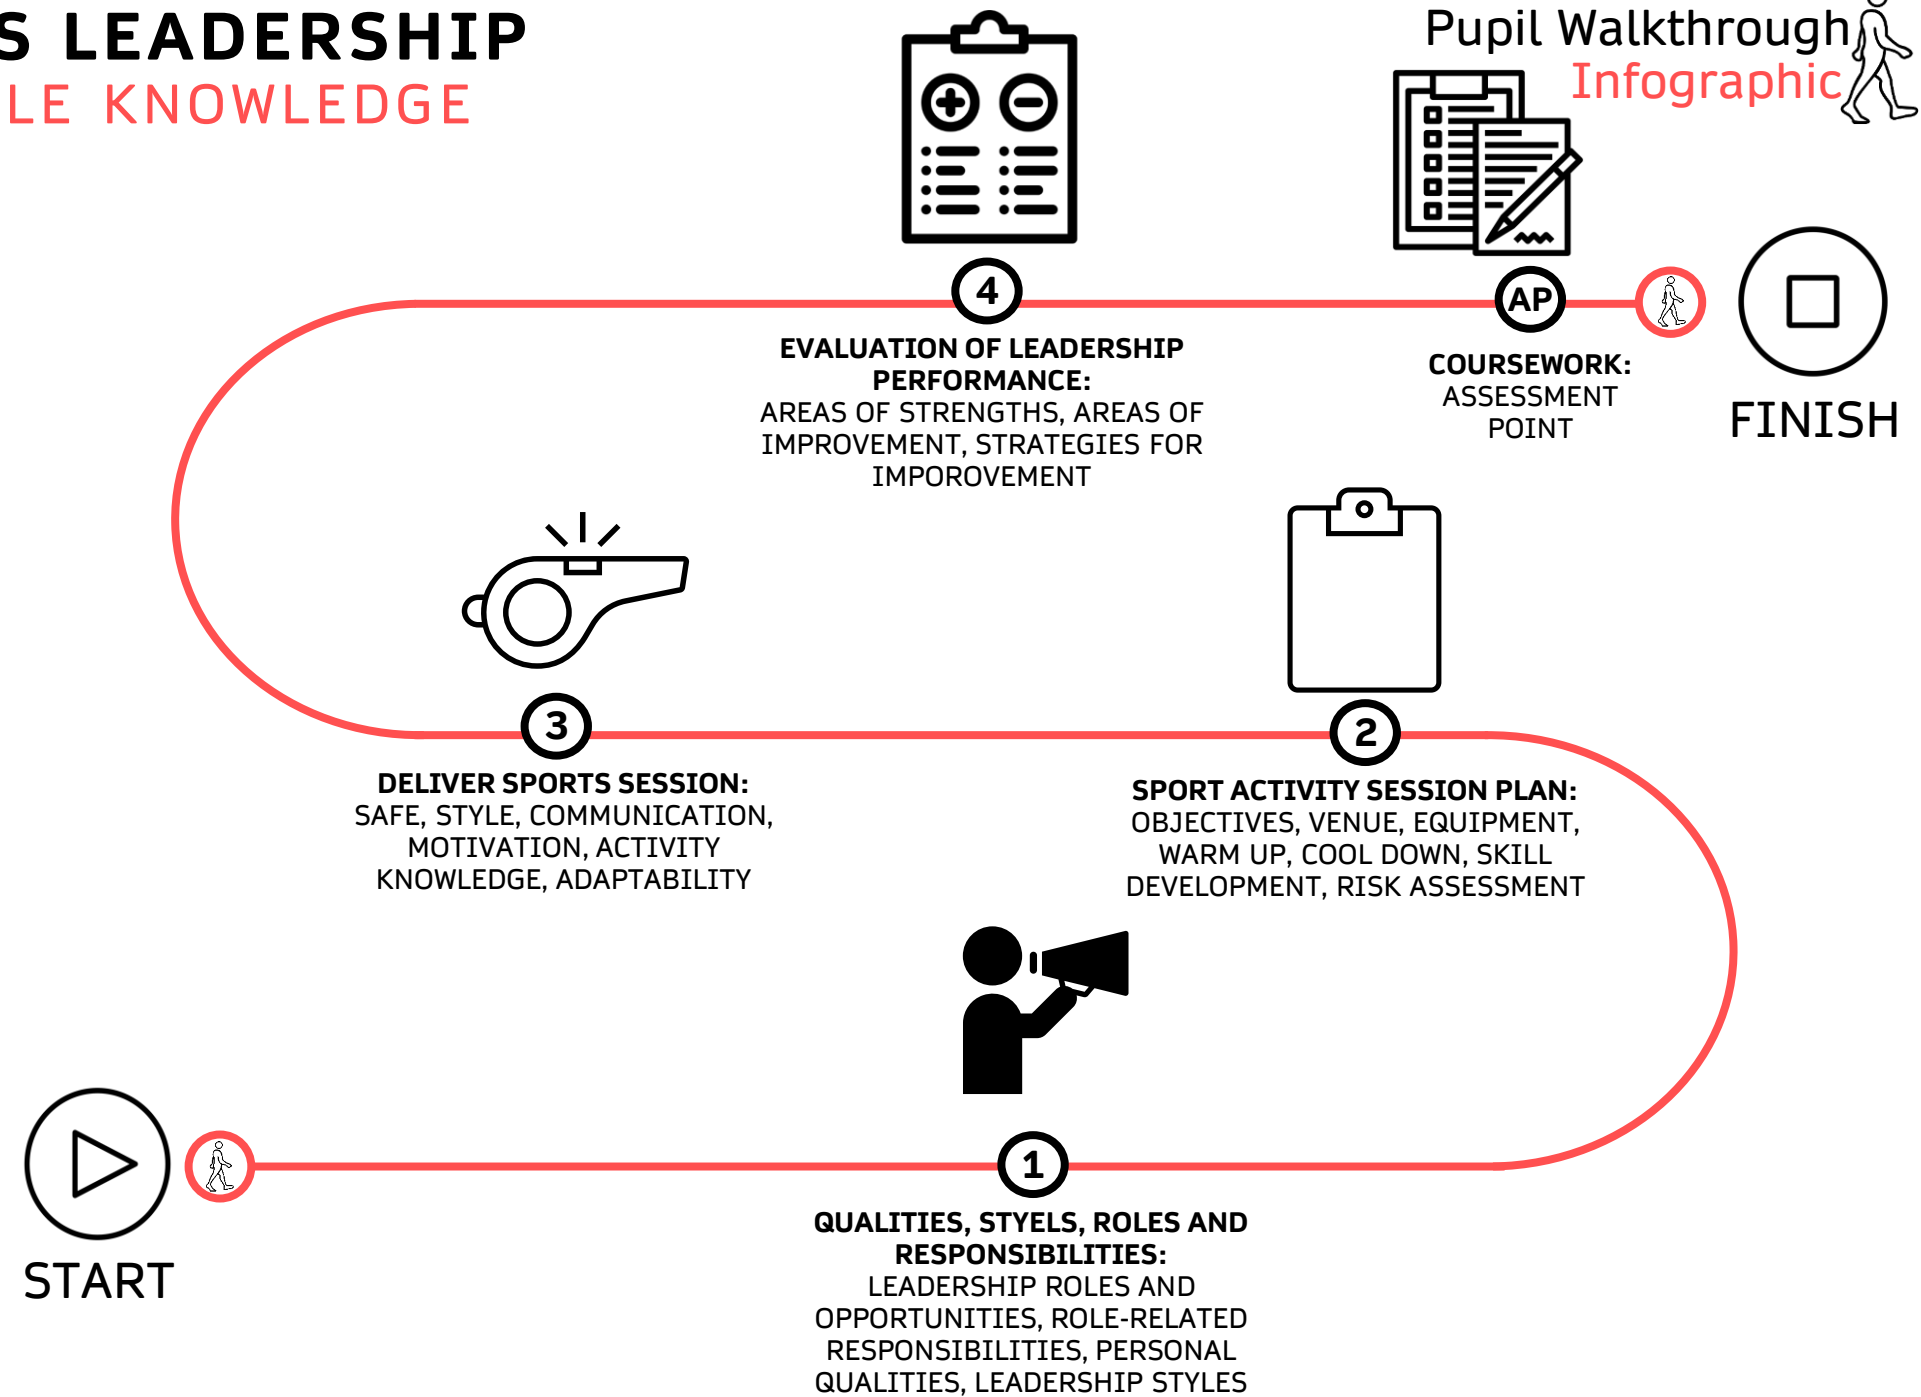 S LEADERSHIP
LE KNOWLEDGE
Pupil Walkthrough
Infographic
4
EVALUATION OF LEADERSHIP
PERFORMANCE:
AREAS OF STRENGTHS, AREAS OF
IMPROVEMENT, STRATEGIES FOR
IMPOROVEMENT
AP
COURSEWORK:
ASSESSMENT
POINT
FINISH
3
DELIVER SPORTS SESSION:
SAFE, STYLE, COMMUNICATION,
MOTIVATION, ACTIVITY
KNOWLEDGE, ADAPTABILITY
2
SPORT ACTIVITY SESSION PLAN:
OBJECTIVES, VENUE, EQUIPMENT,
WARM UP, COOL DOWN, SKILL
DEVELOPMENT, RISK ASSESSMENT
START
1
QUALITIES, STYELS, ROLES AND
RESPONSIBILITIES:
LEADERSHIP ROLES AND
OPPORTUNITIES, ROLE-RELATED
RESPONSIBILITIES, PERSONAL
QUALITIES, LEADERSHIP STYLES